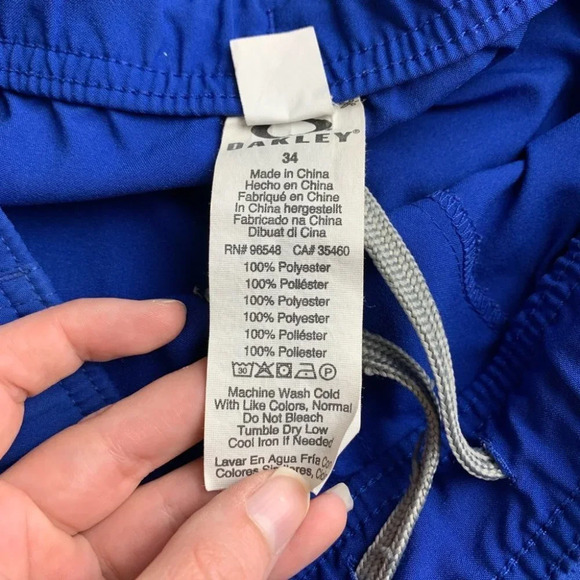 OAKLEY
34
Made in China
Hecho en China
Fabriqué en Chine
In China hergestellt
Fabricado na China
Dibuat di Cina
RN# 96548 CA# 35460
100% Polyester
100% Poliéster
100% Polyester
100% Polyester
100% Poliéster
100% Poliester
30 P
Machine Wash Cold
With Like Colors, Normal
Do Not Bleach
Tumble Dry Low
Cool Iron If Needed
Lavar En Agua Fría Con
Colores